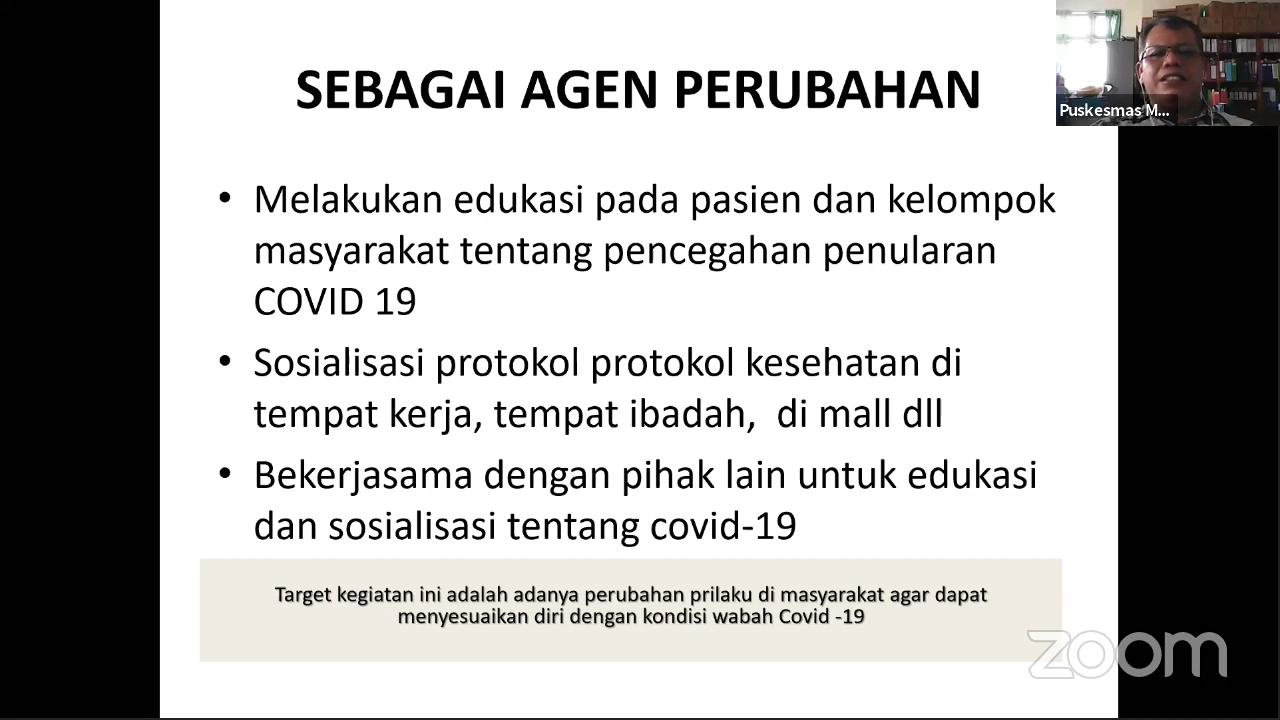 SEBAGAI AGEN PERUBAHAN
Puskesmas M...
• Melakukan edukasi pada pasien dan kelompok
masyarakat tentang pencegahan penularan
COVID 19
• Sosialisasi protokol protokol kesehatan di
tempat kerja, tempat ibadah, di mall dll
• Bekerjasama dengan pihak lain untuk edukasi
dan sosialisasi tentang covid-19
Target kegiatan ini adalah adanya perubahan prilaku di masyarakat agar dapat
menyesuaikan diri dengan kondisi wabah Covid -19
zoom